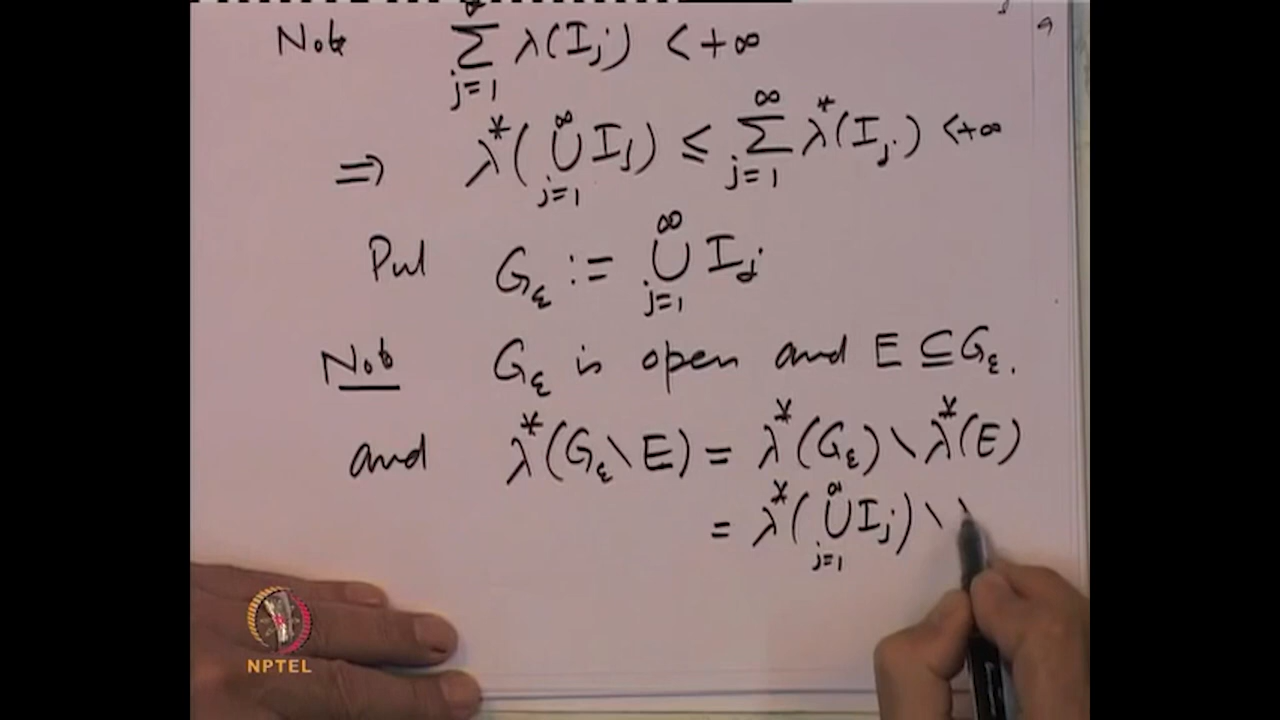 Note ∑_{j=1}^{∞} λ(I_j) < +∞
⇒ λ*(⋃_{j=1}^{∞} I_j) ≤ ∑_{j=1}^{∞} λ*(I_j) < +∞
Put G_ε := ⋃_{j=1}^{∞} I_j
Note G_ε is open and E ⊆ G_ε.
and λ*(G_ε \ E) = λ*(G_ε) \ λ*(E)
= λ*(⋃_{j=1}^{∞} I_j) \
NPTEL